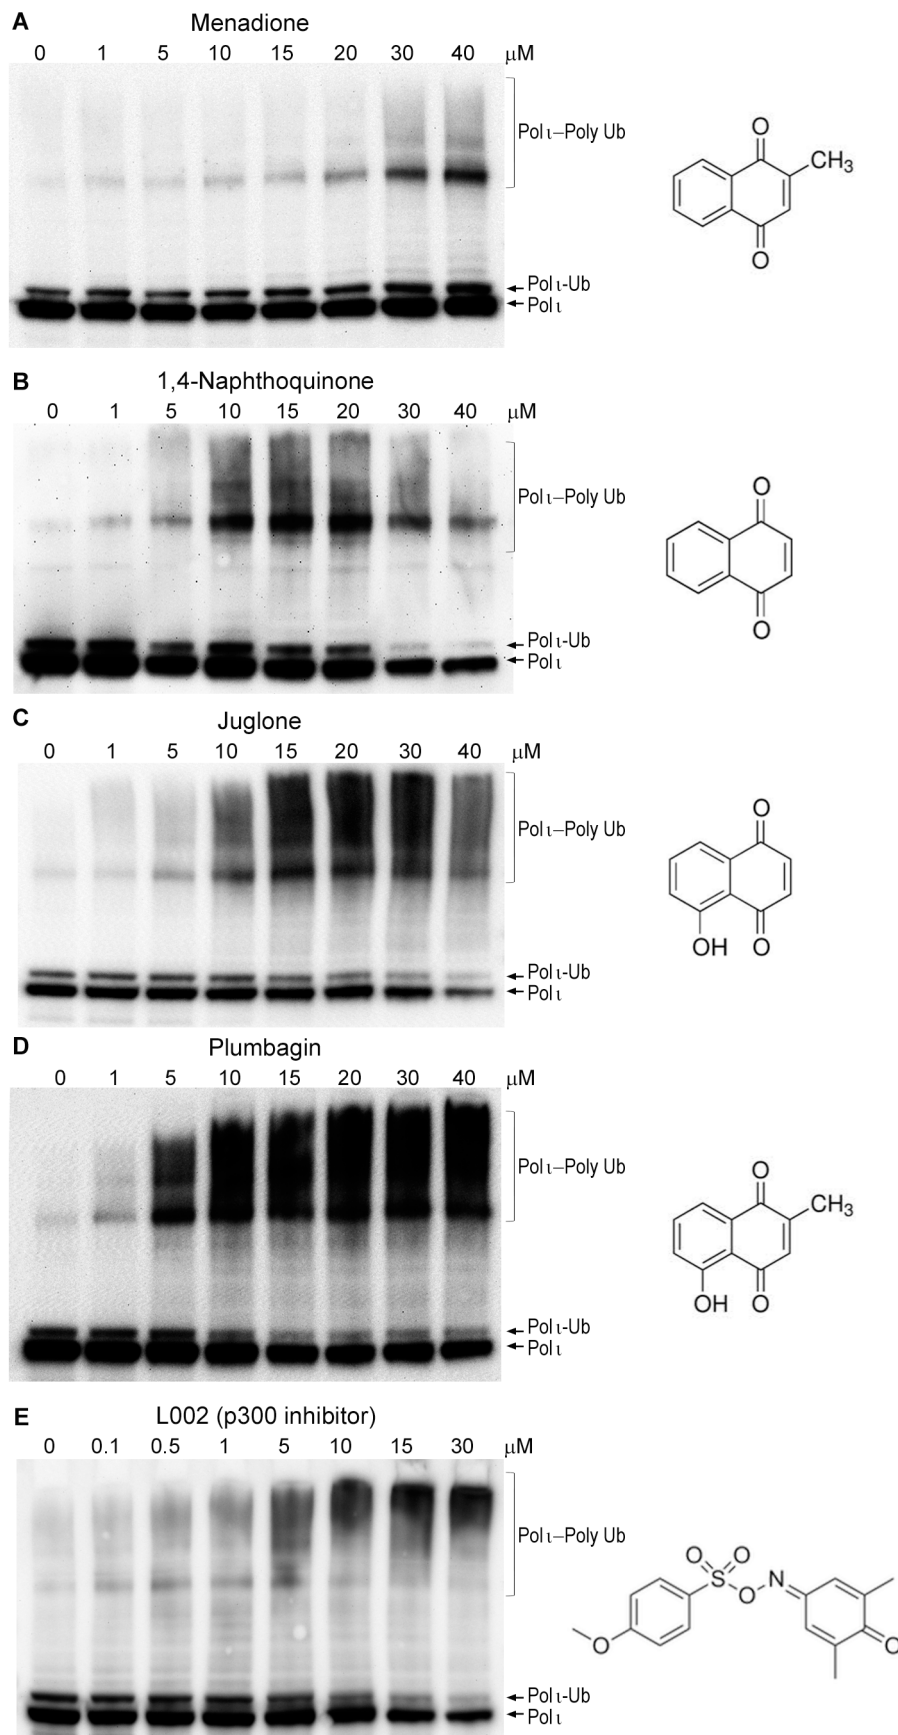 A
Menadione
0 1 5 10 15 20 30 40 μM
Pol ι–Poly Ub
Pol ι-Ub
Pol ι
O
CH3
O
B
1,4-Naphthoquinone
0 1 5 10 15 20 30 40 μM
Pol ι–Poly Ub
Pol ι-Ub
Pol ι
O
O
C
Juglone
0 1 5 10 15 20 30 40 μM
Pol ι–Poly Ub
Pol ι-Ub
Pol ι
O
OH O
D
Plumbagin
0 1 5 10 15 20 30 40 μM
Pol ι–Poly Ub
Pol ι-Ub
Pol ι
O
CH3
OH O
E
L002 (p300 inhibitor)
0 0.1 0.5 1 5 10 15 30 μM
Pol ι–Poly Ub
Pol ι-Ub
Pol ι
O O
S N
O
O O